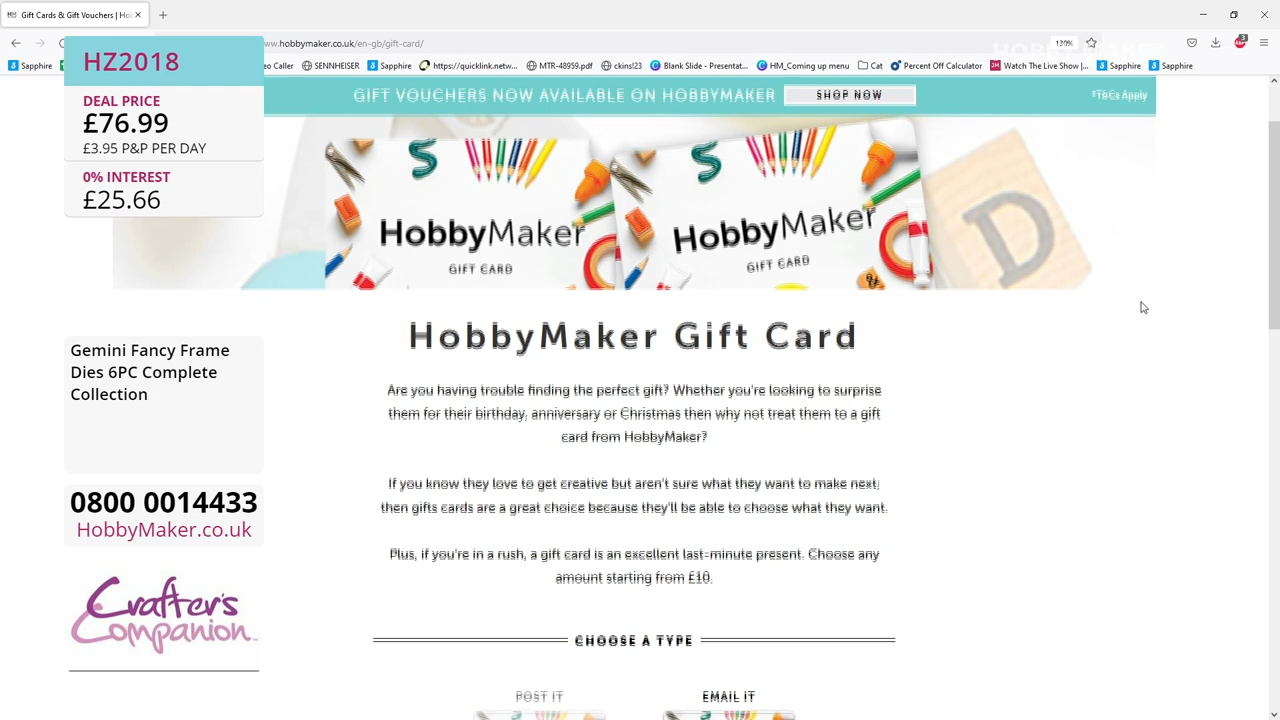 Gift Cards & Gift Vouchers | Ho
ww.hobbymaker.co.uk/en-gb/gift-card/
130%
3
HOBBYMAKER
Sapphire
eo Caller
SENNHEISER
Sapphire
https://quicklink.netw...
MTR-48959.pdf
ckins!23
Blank Slide - Presentat...
HM_Coming up menu
Cat
Percent Off Calculator
Watch The Live Show |...
Sapphire
Sapphire
HZ2018
DEAL PRICE
£76.99
£3.95 P&P PER DAY
0% INTEREST
£25.66
GIFT VOUCHERS NOW AVAILABLE ON HOBBYMAKER
SHOP NOW
*T&Cs Apply
HobbyMaker
GIFT CARD
HobbyMaker
GIFT CARD
D
Gemini Fancy Frame
Dies 6PC Complete
Collection
0800 0014433
HobbyMaker.co.uk
Crafter's
Companion
HobbyMaker Gift Card
Are you having trouble finding the perfect gift? Whether you're looking to surprise
them for their birthday, anniversary or Christmas then why not treat them to a gift
card from HobbyMaker?
If you know they love to get creative but aren't sure what they want to make next,
then gifts cards are a great choice because they'll be able to choose what they want.
Plus, if you're in a rush, a gift card is an excellent last-minute present. Choose any
amount starting from £10.
CHOOSE A TYPE
POST IT
EMAIL IT